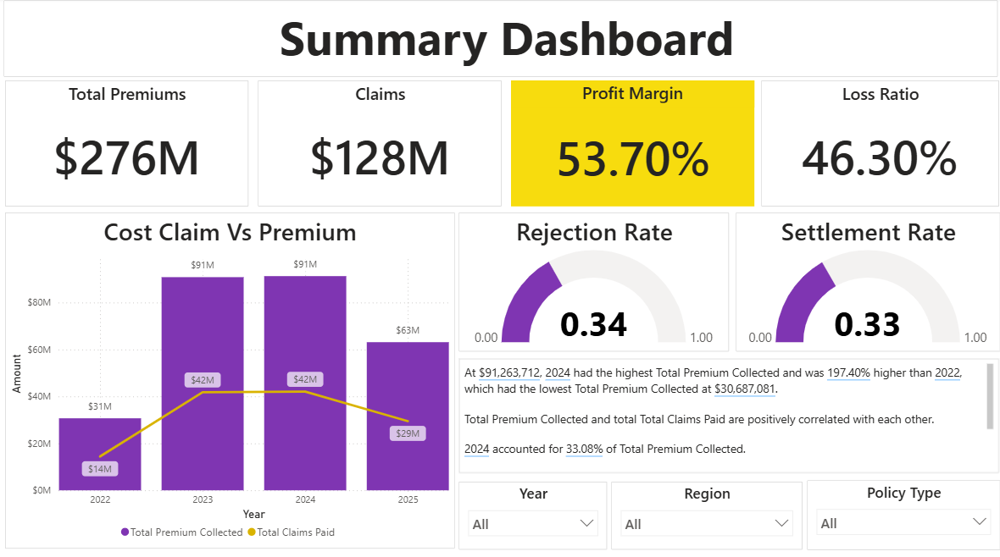 Summary Dashboard
Total Premiums
$276M
Claims
$128M
Profit Margin
53.70%
Loss Ratio
46.30%
Cost Claim Vs Premium
Amount
$80M
$60M
$40M
$20M
$0M
$31M
$91M
$91M
$63M
$14M
$42M
$42M
$29M
2022
2023
2024
2025
Year
Total Premium Collected
Total Claims Paid
Rejection Rate
0.34
0.00
1.00
Settlement Rate
0.33
0.00
1.00
At $91,263,712, 2024 had the highest Total Premium Collected and was 197.40% higher than 2022,
which had the lowest Total Premium Collected at $30,687,081.
Total Premium Collected and total Total Claims Paid are positively correlated with each other.
2024 accounted for 33.08% of Total Premium Collected.
Year
All
Region
All
Policy Type
All